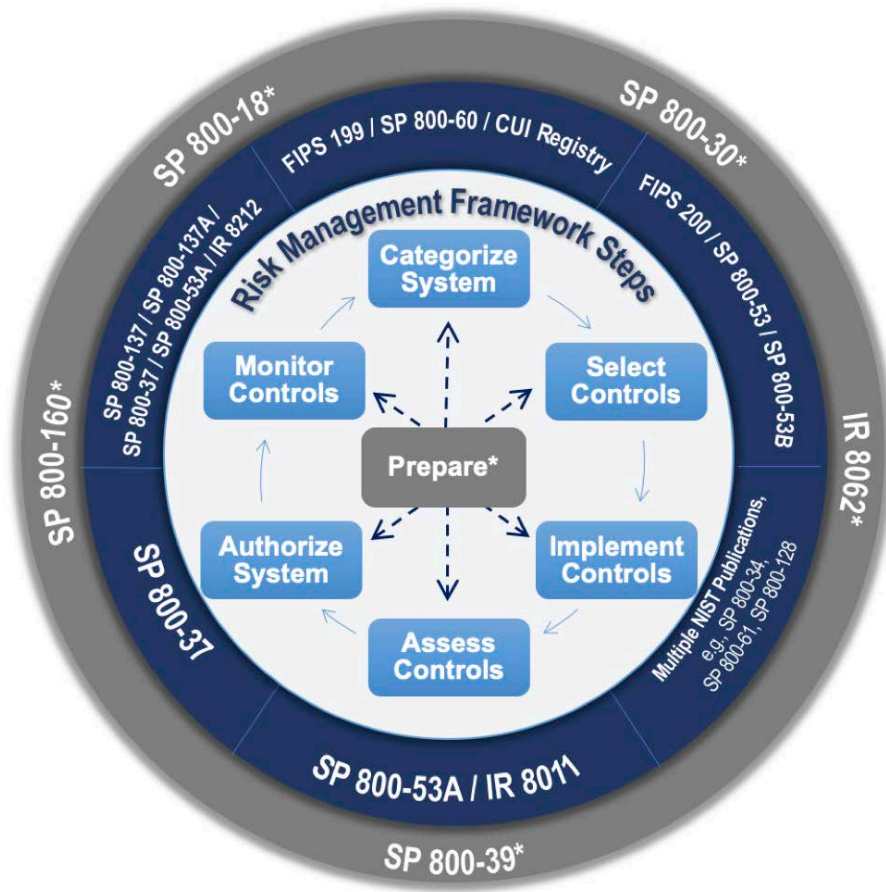 SP 800-18*
SP 800-30*
IR 8062*
SP 800-39*
SP 800-160*
FIPS 199 / SP 800-60 / CUI Registry
FIPS 200 / SP 800-53 / SP 800-53B
Multiple NIST Publications,
e.g., SP 800-34,
SP 800-61, SP 800-128
SP 800-53A / IR 8011
SP 800-37
SP 800-137 / SP 800-137A /
SP 800-37 / SP 800-53A / IR 8212
Risk Management Framework Steps
Categorize
System
Select
Controls
Implement
Controls
Assess
Controls
Authorize
System
Monitor
Controls
Prepare*